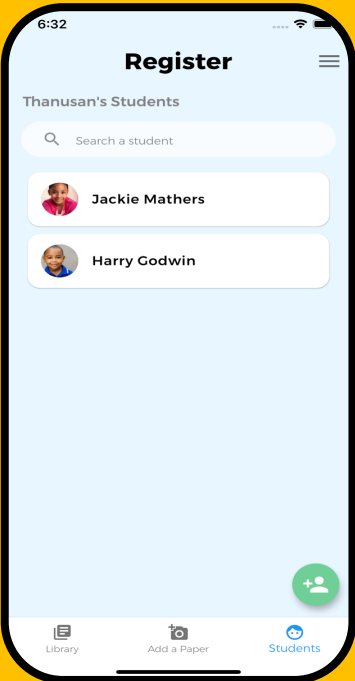 6:32
Register
Thanusan's Students
Search a student
Jackie Mathers
Harry Godwin
Library
Add a Paper
Students